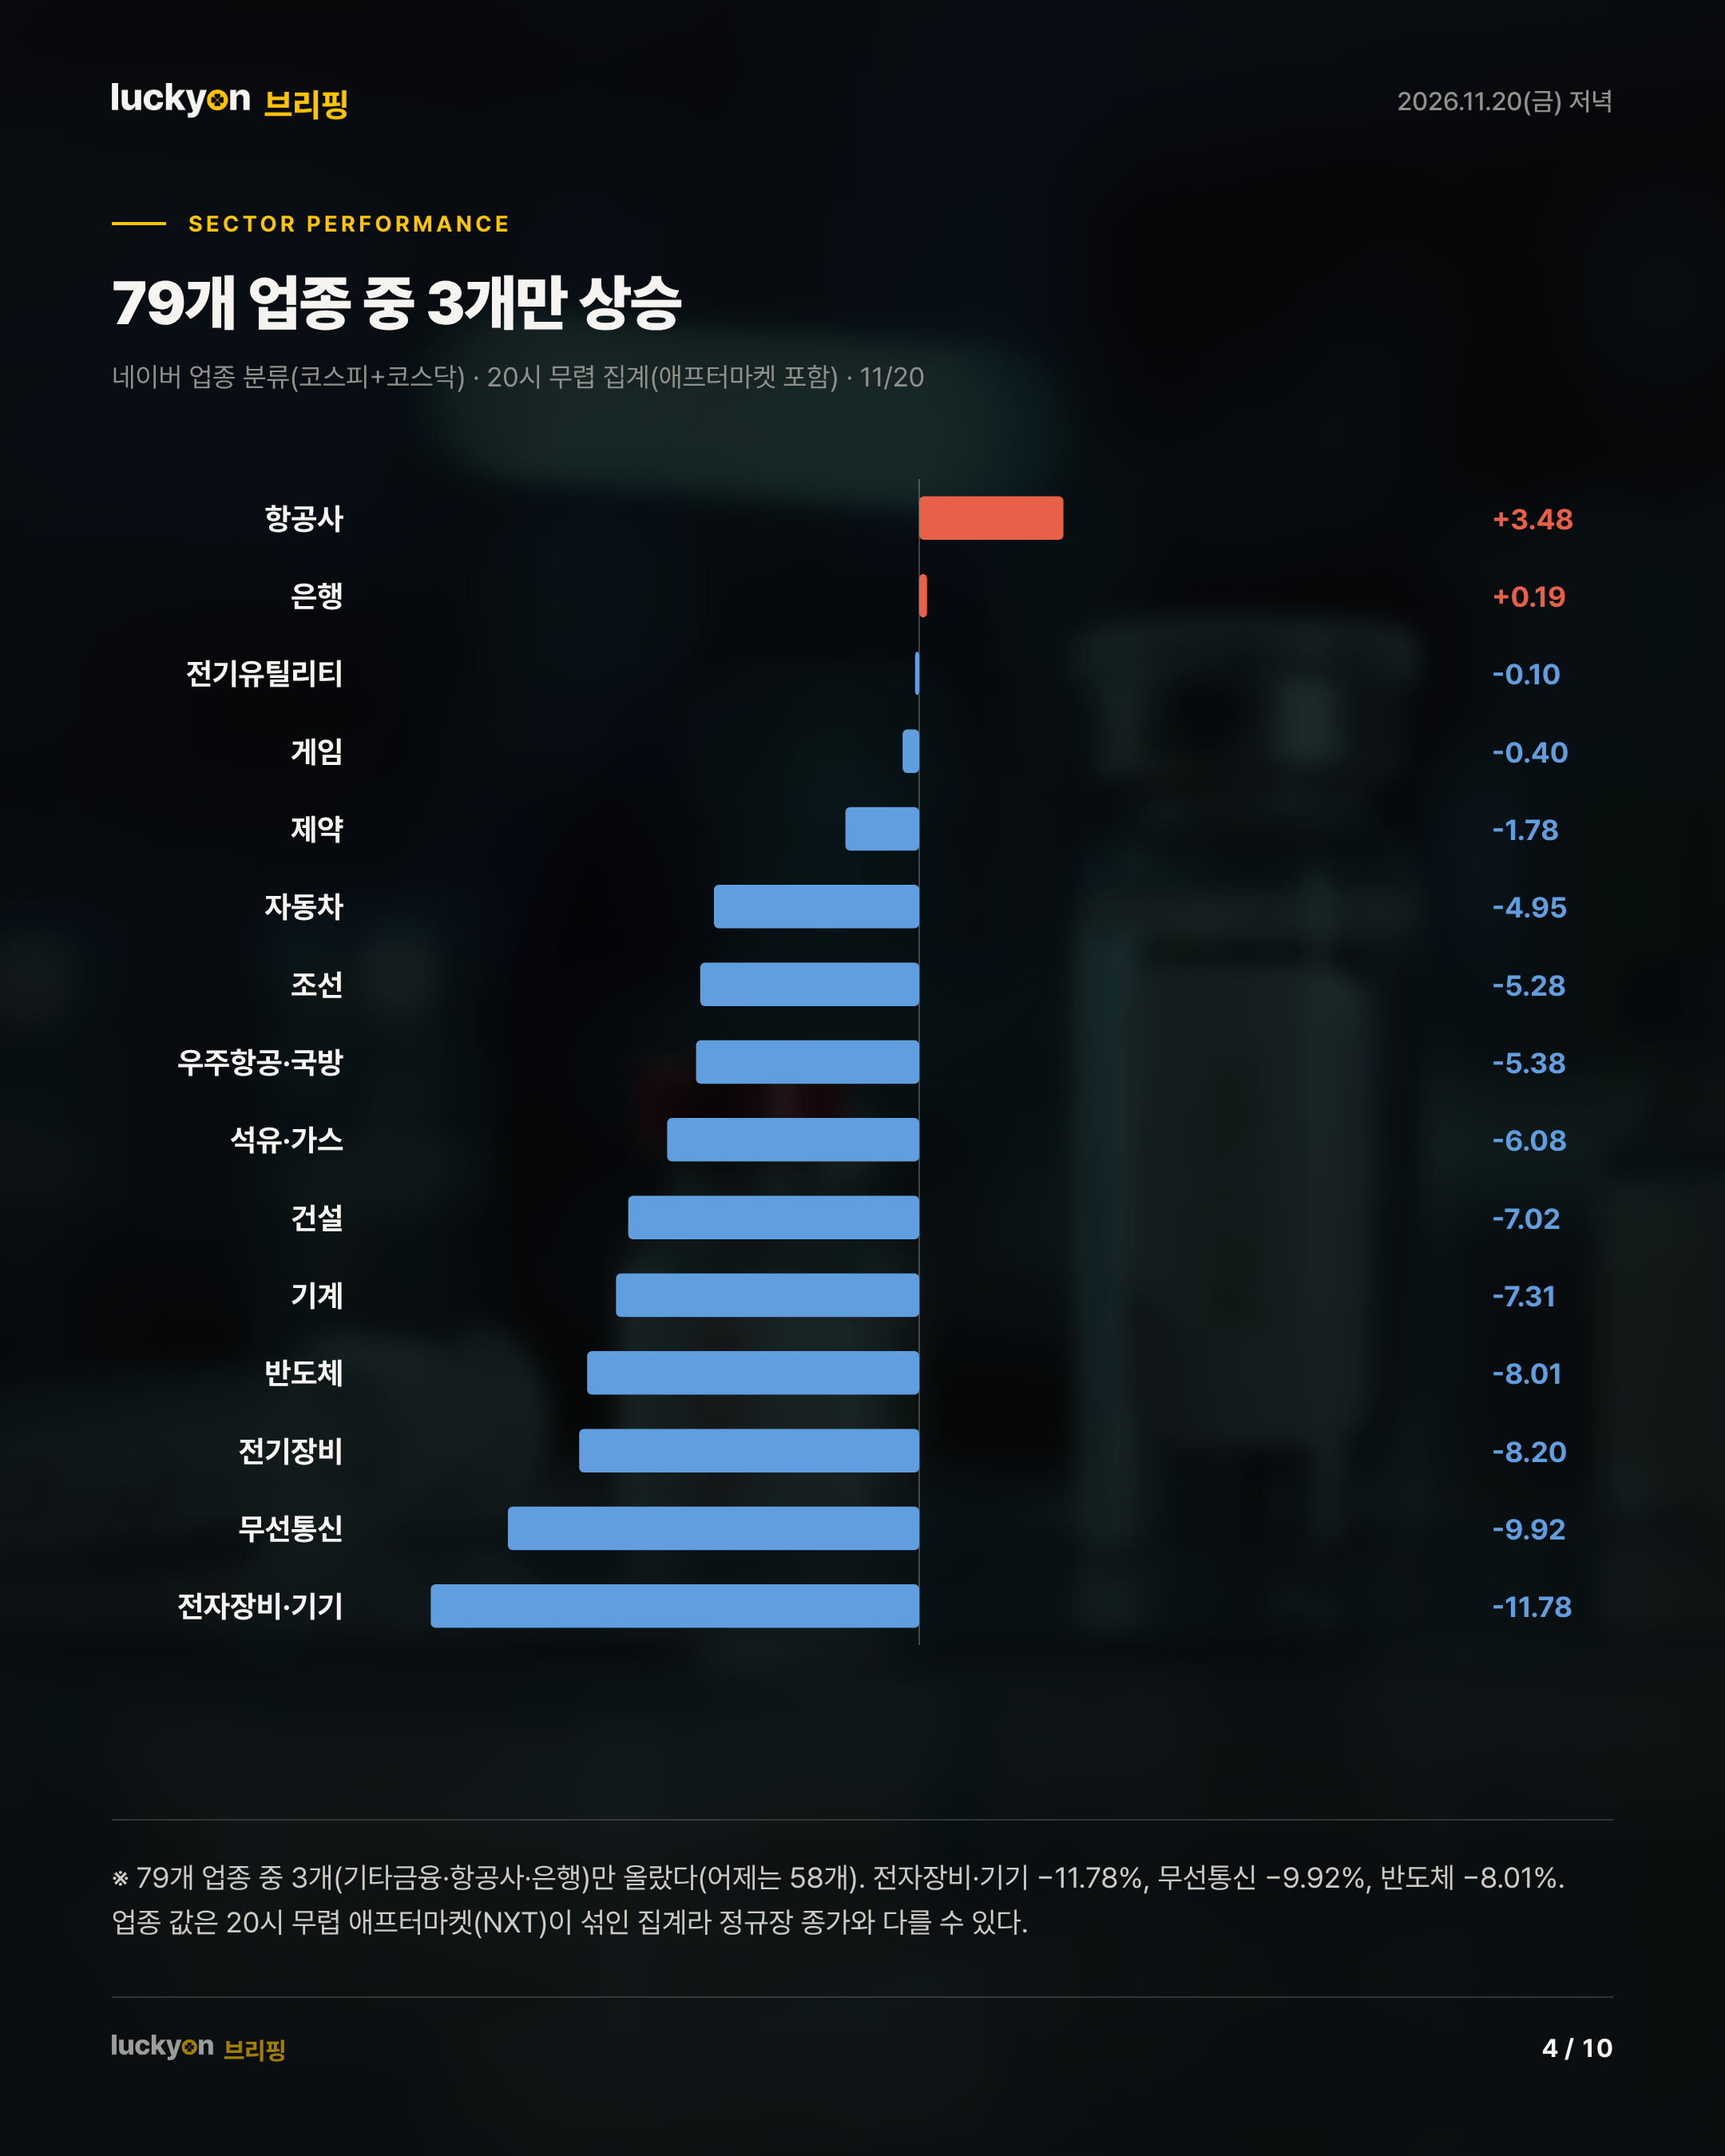 luckyon 브리핑
2026.11.20(금) 저녁
SECTOR PERFORMANCE
79개 업종 중 3개만 상승
네이버 업종 분류(코스피+코스닥) · 20시 무렵 집계(애프터마켓 포함) · 11/20
항공사 +3.48
은행 +0.19
전기유틸리티 -0.10
게임 -0.40
제약 -1.78
자동차 -4.95
조선 -5.28
우주항공·국방 -5.38
석유·가스 -6.08
건설 -7.02
기계 -7.31
반도체 -8.01
전기장비 -8.20
무선통신 -9.92
전자장비·기기 -11.78
※ 79개 업종 중 3개(기타금융·항공사·은행)만 올랐다(어제는 58개). 전자장비·기기 −11.78%, 무선통신 −9.92%, 반도체 −8.01%.
업종 값은 20시 무렵 애프터마켓(NXT)이 섞인 집계라 정규장 종가와 다를 수 있다.
luckyon 브리핑
4 / 10